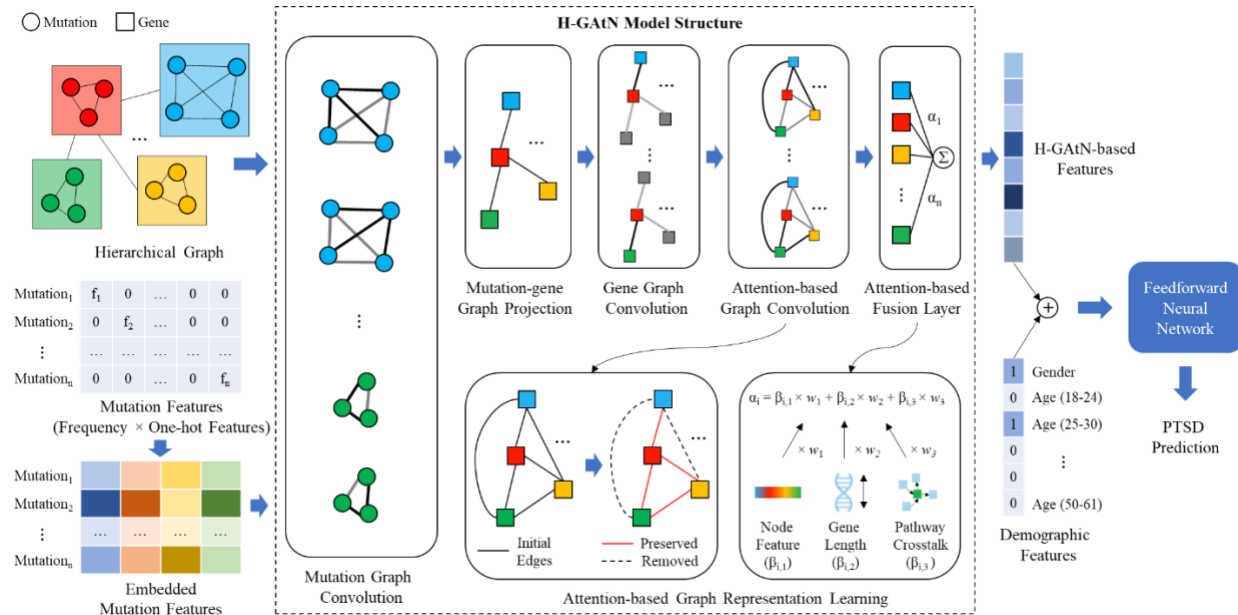 Mutation
Gene
H-GAtN Model Structure
...
Hierarchical Graph
Mutation₁ f₁ 0 … 0 0
Mutation₂ 0 f₂ … 0 0
⋮ … … … … …
Mutationₙ 0 0 … 0 fₙ
Mutation Features
(Frequency × One-hot Features)
Mutation₁
Mutation₂
⋮ … … … …
Mutationₙ
Embedded
Mutation Features
⋮
Mutation Graph
Convolution
...
Mutation-gene
Graph Projection
...
⋮
...
Gene Graph
Convolution
...
⋮
...
Attention-based
Graph Convolution
α₁
Σ
⋮
αₙ
Attention-based
Fusion Layer
...
...
Initial
Edges
Preserved
Removed
αᵢ = βᵢ,₁ × w₁ + βᵢ,₂ × w₂ + βᵢ,₃ × w₃
× w₁
× w₂
× w₃
Node
Feature
(βᵢ,₁)
Gene
Length
(βᵢ,₂)
Pathway
Crosstalk
(βᵢ,₃)
Attention-based Graph Representation Learning
H-GAtN-based
Features
+
1 Gender
0 Age (18-24)
1 Age (25-30)
0
⋮
0
0 Age (50-61)
Demographic
Features
Feedforward
Neural
Network
PTSD
Prediction